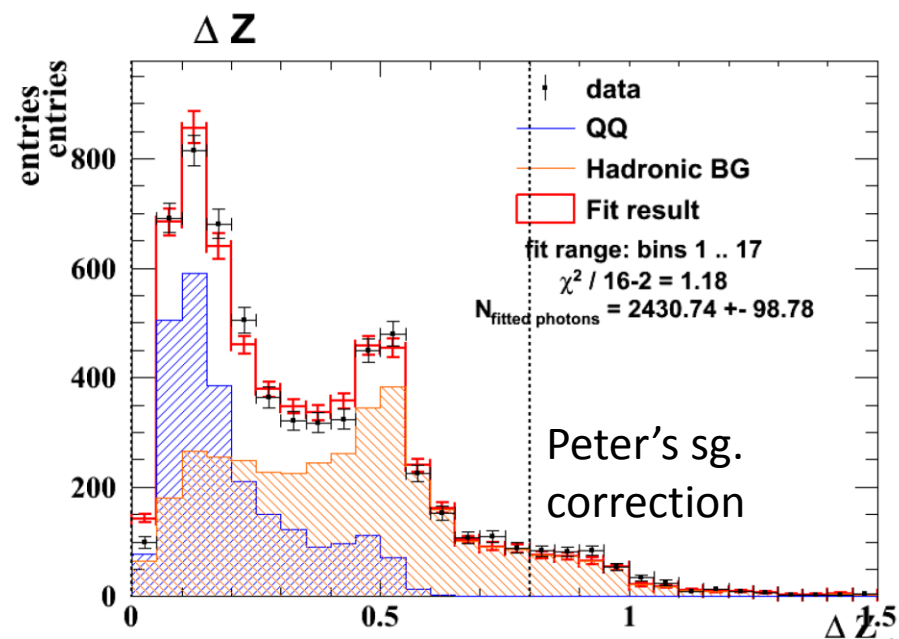 Δ Z
entries
entries
800
600
400
200
0
data
QQ
Hadronic BG
Fit result
fit range: bins 1 .. 17
χ² / 16-2 = 1.18
N_fitted photons = 2430.74 +- 98.78
Peter's sg.
correction
0 0.5 1 1.5
Δ Z